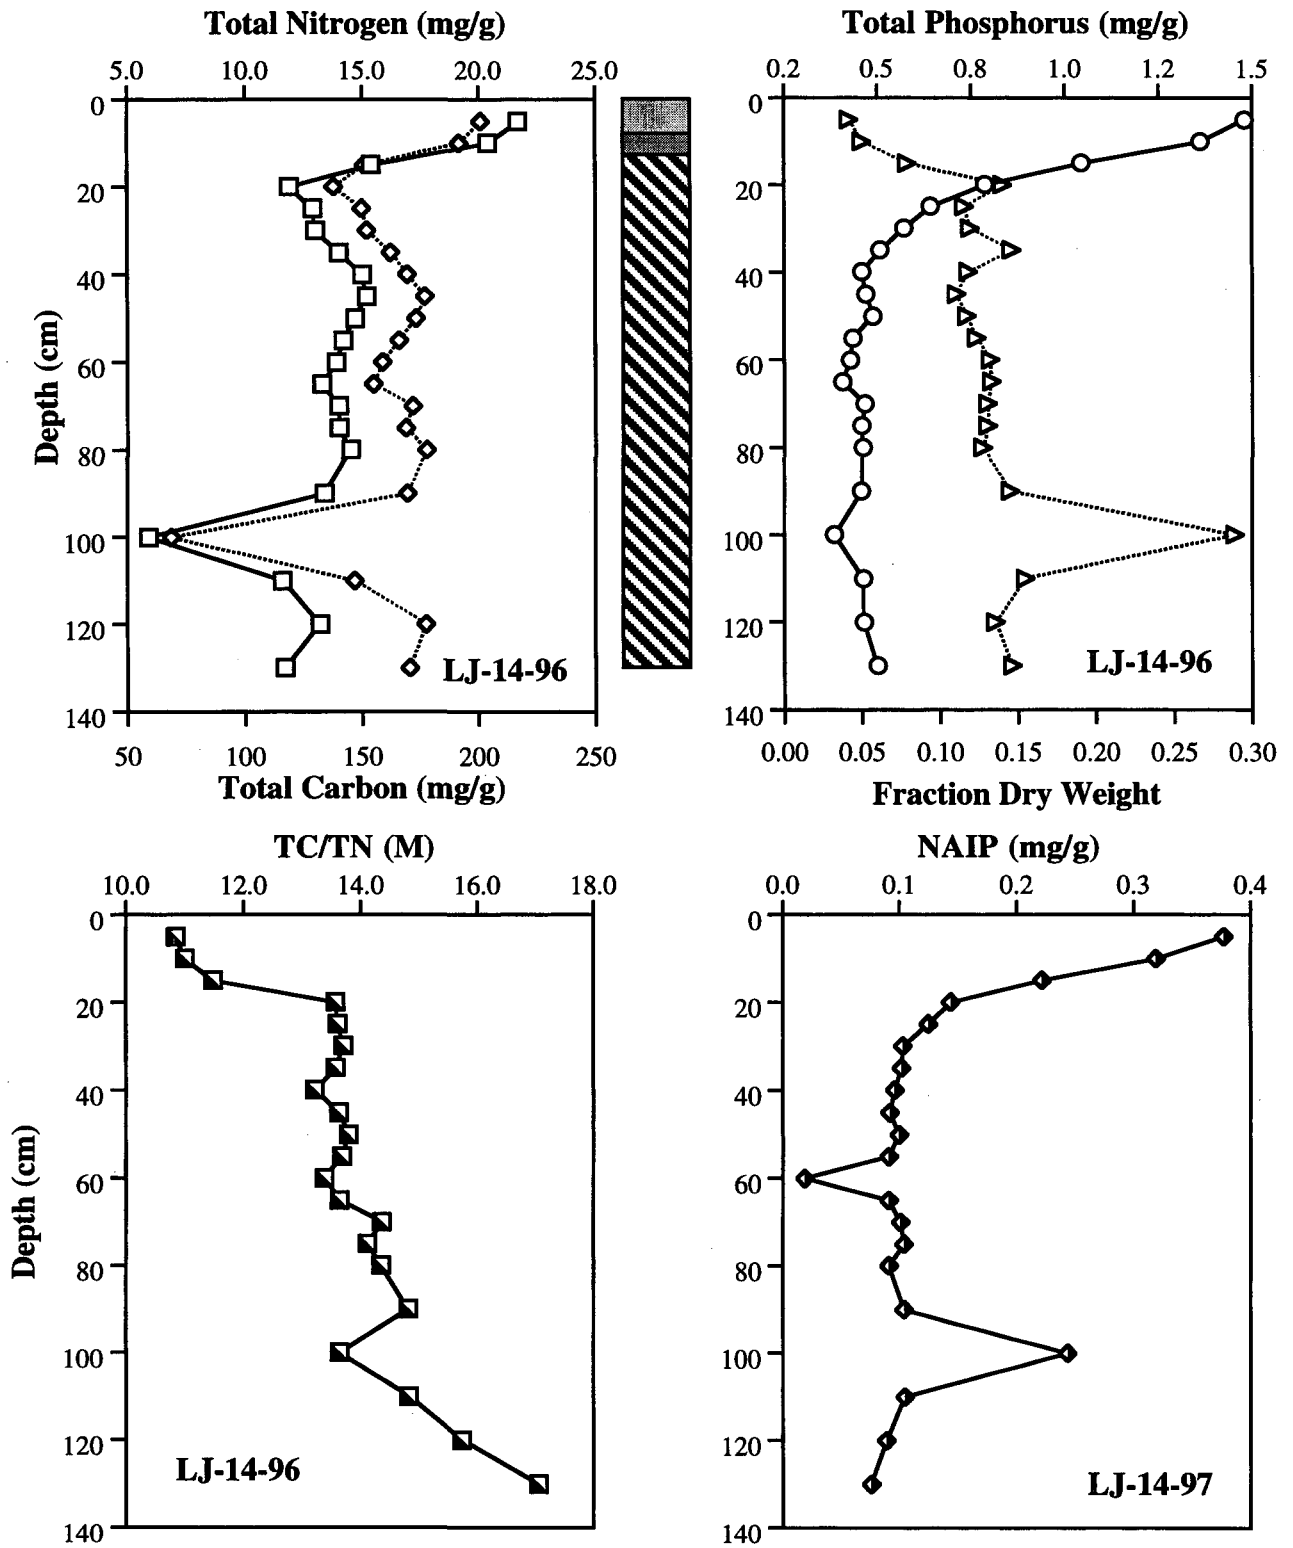 Total Nitrogen (mg/g)
5.0 10.0 15.0 20.0 25.0
0
20
40
60
80
100
120
140
Depth (cm)
LJ-14-96
50 100 150 200 250
Total Carbon (mg/g)
Total Phosphorus (mg/g)
0.2 0.5 0.8 1.0 1.2 1.5
0
20
40
60
80
100
120
140
LJ-14-96
0.00 0.05 0.10 0.15 0.20 0.25 0.30
Fraction Dry Weight
TC/TN (M)
10.0 12.0 14.0 16.0 18.0
0
20
40
60
80
100
120
140
Depth (cm)
LJ-14-96
NAIP (mg/g)
0.0 0.1 0.2 0.3 0.4
0
20
40
60
80
100
120
140
LJ-14-97